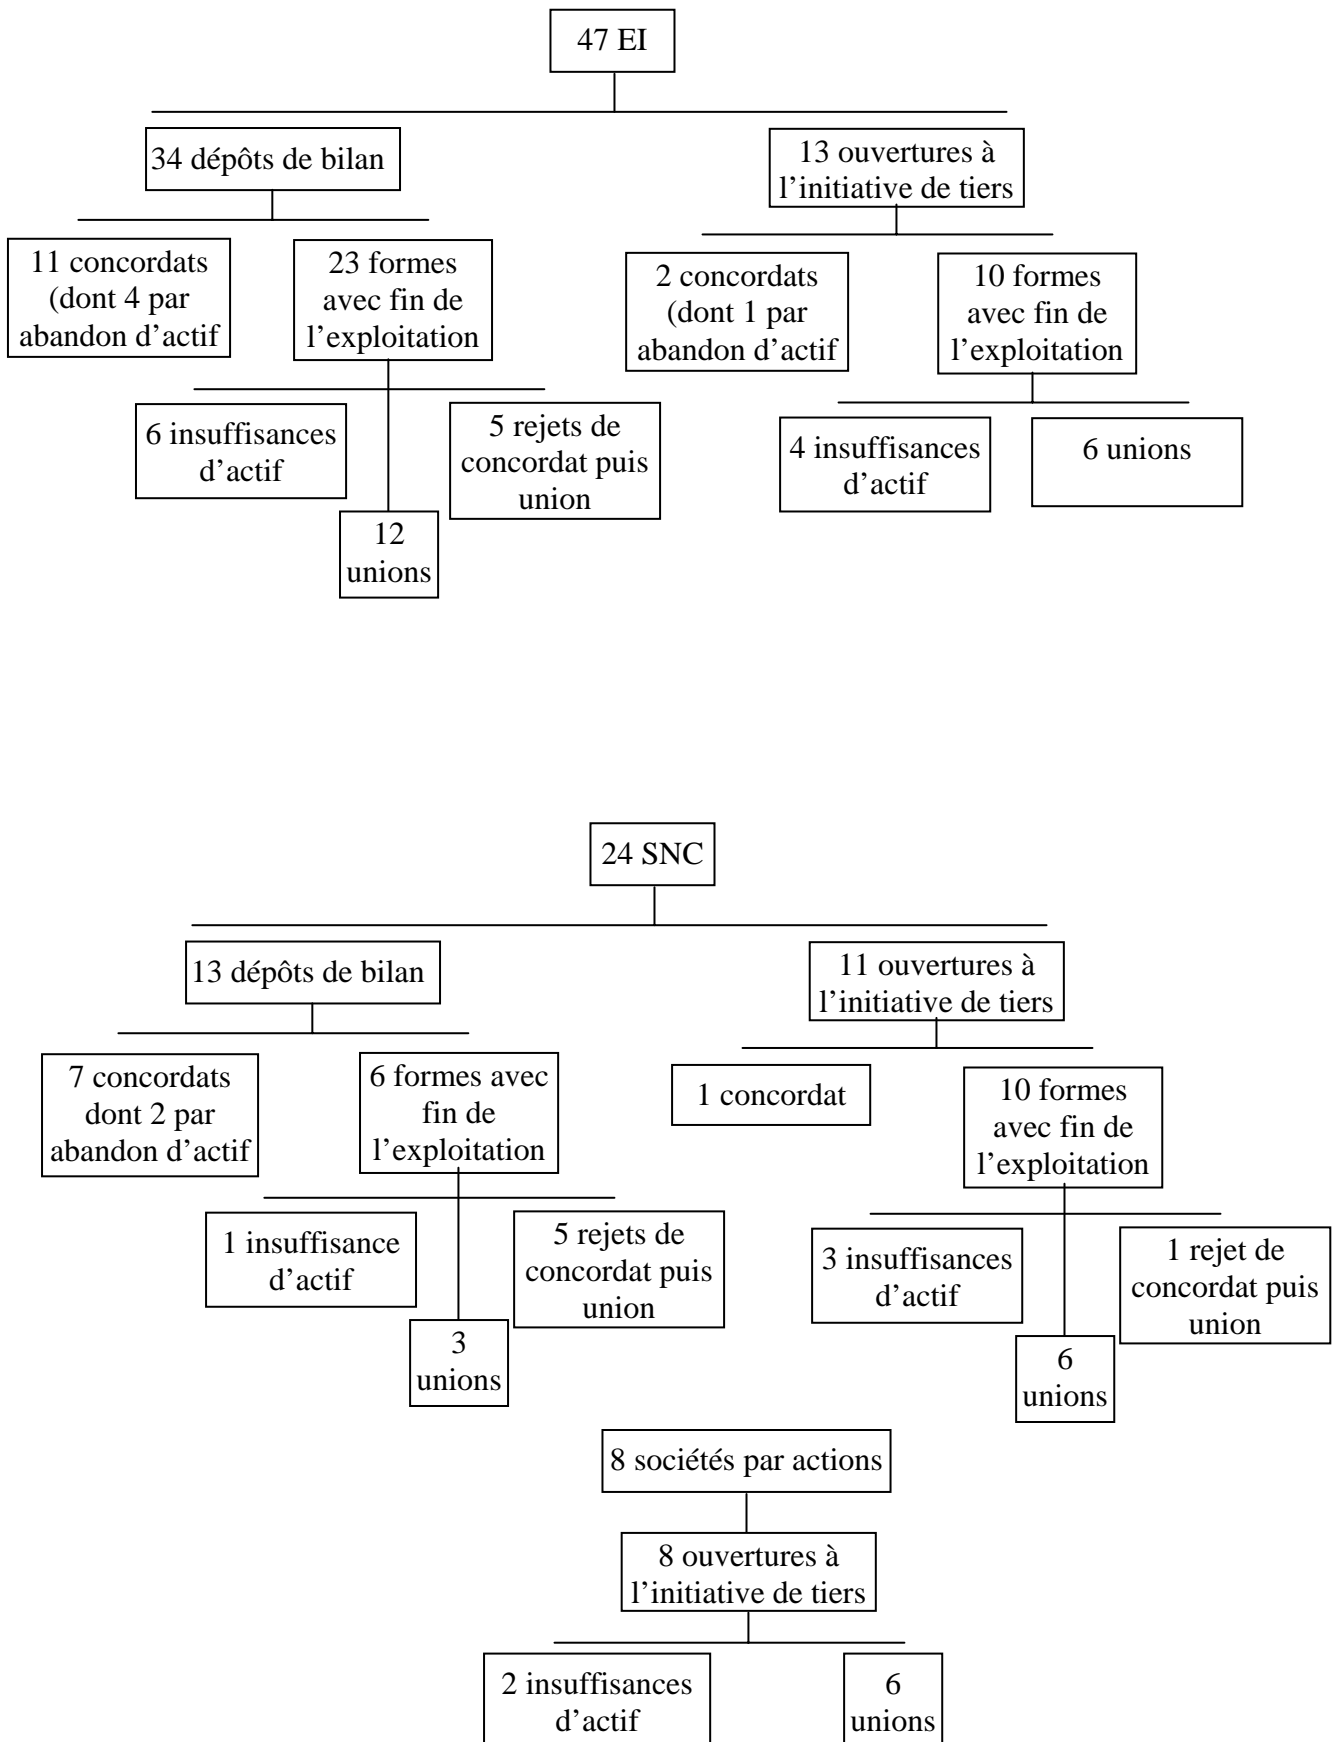 47 EI
34 dépôts de bilan
13 ouvertures à
l’initiative de tiers
11 concordats
(dont 4 par
abandon d’actif
23 formes
avec fin de
l’exploitation
2 concordats
(dont 1 par
abandon d’actif
10 formes
avec fin de
l’exploitation
6 insuffisances
d’actif
5 rejets de
concordat puis
union
4 insuffisances
d’actif
6 unions
12
unions
24 SNC
13 dépôts de bilan
11 ouvertures à
l’initiative de tiers
7 concordats
dont 2 par
abandon d’actif
6 formes avec
fin de
l’exploitation
1 concordat
10 formes
avec fin de
l’exploitation
1 insuffisance
d’actif
5 rejets de
concordat puis
union
3 insuffisances
d’actif
1 rejet de
concordat puis
union
3
unions
6
unions
8 sociétés par actions
8 ouvertures à
l’initiative de tiers
2 insuffisances
d’actif
6
unions